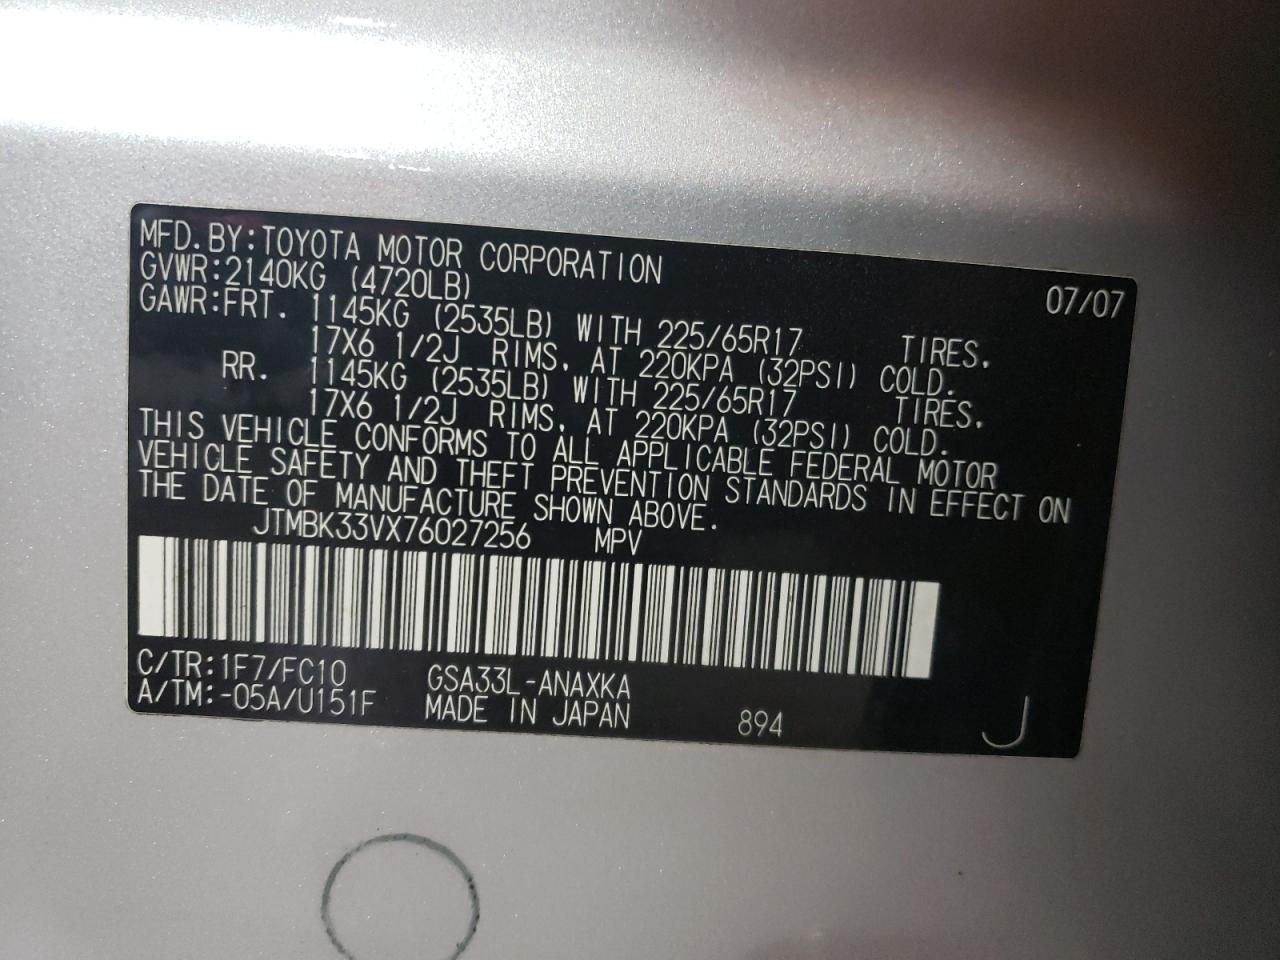 MFD. BY:TOYOTA MOTOR CORPORATION 07/07
GVWR:2140KG (4720LB)
GAWR:FRT. 1145KG (2535LB) WITH 225/65R17 TIRES,
17X6 1/2J RIMS, AT 220KPA (32PSI) COLD.
RR. 1145KG (2535LB) WITH 225/65R17 TIRES,
17X6 1/2J RIMS, AT 220KPA (32PSI) COLD.
THIS VEHICLE CONFORMS TO ALL APPLICABLE FEDERAL MOTOR
VEHICLE SAFETY AND THEFT PREVENTION STANDARDS IN EFFECT ON
THE DATE OF MANUFACTURE SHOWN ABOVE.
JTMBK33VX76027256 MPV
C/TR:1F7/FC10 GSA33L-ANAXKA
A/TM:-05A/U151F MADE IN JAPAN 894 J